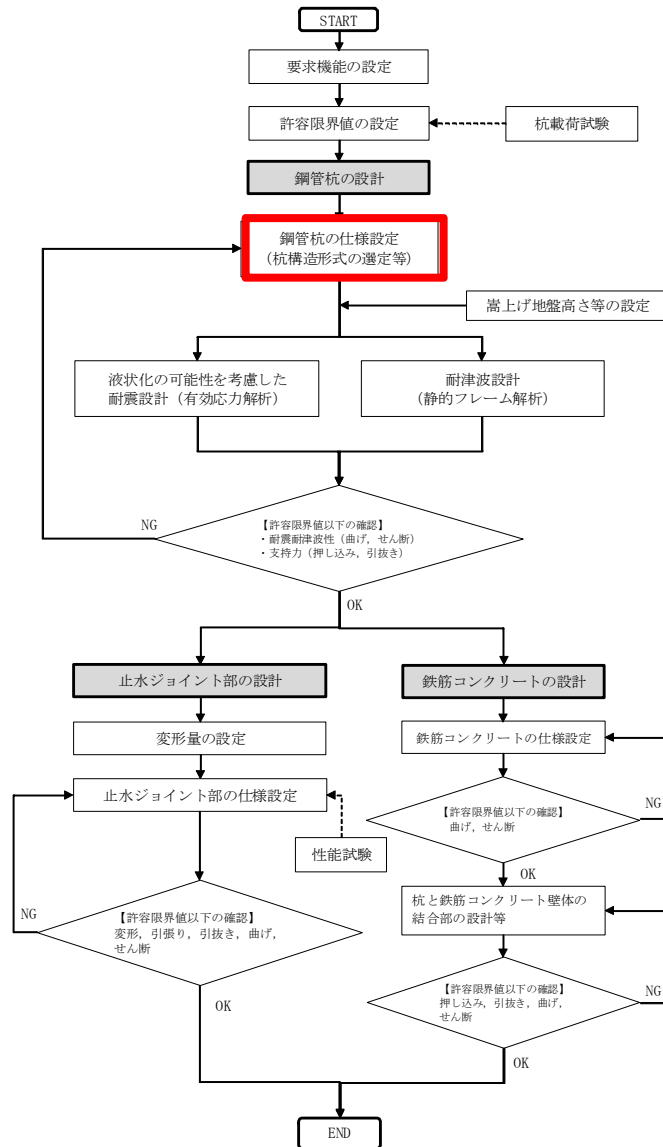 START
要求機能の設定
許容限界値の設定
杭載荷試験
鋼管杭の設計
鋼管杭の仕様設定
(杭構造形式の選定等)
嵩上げ地盤高さ等の設定
液状化の可能性を考慮した
耐震設計（有効応力解析）
耐津波設計
(静的フレーム解析)
NG
【許容限界値以下の確認】
・耐震耐津波性（曲げ，せん断）
・支持力（押し込み，引抜き）
OK
止水ジョイント部の設計
鉄筋コンクリートの設計
変形量の設定
鉄筋コンクリートの仕様設定
止水ジョイント部の仕様設定
【許容限界値以下の確認】
曲げ，せん断
NG
性能試験
OK
杭と鉄筋コンクリート壁体の
結合部の設計等
NG
【許容限界値以下の確認】
変形，引張り，引抜き，曲げ，
せん断
【許容限界値以下の確認】
押し込み，引抜き，曲げ，
せん断
NG
OK
OK
END